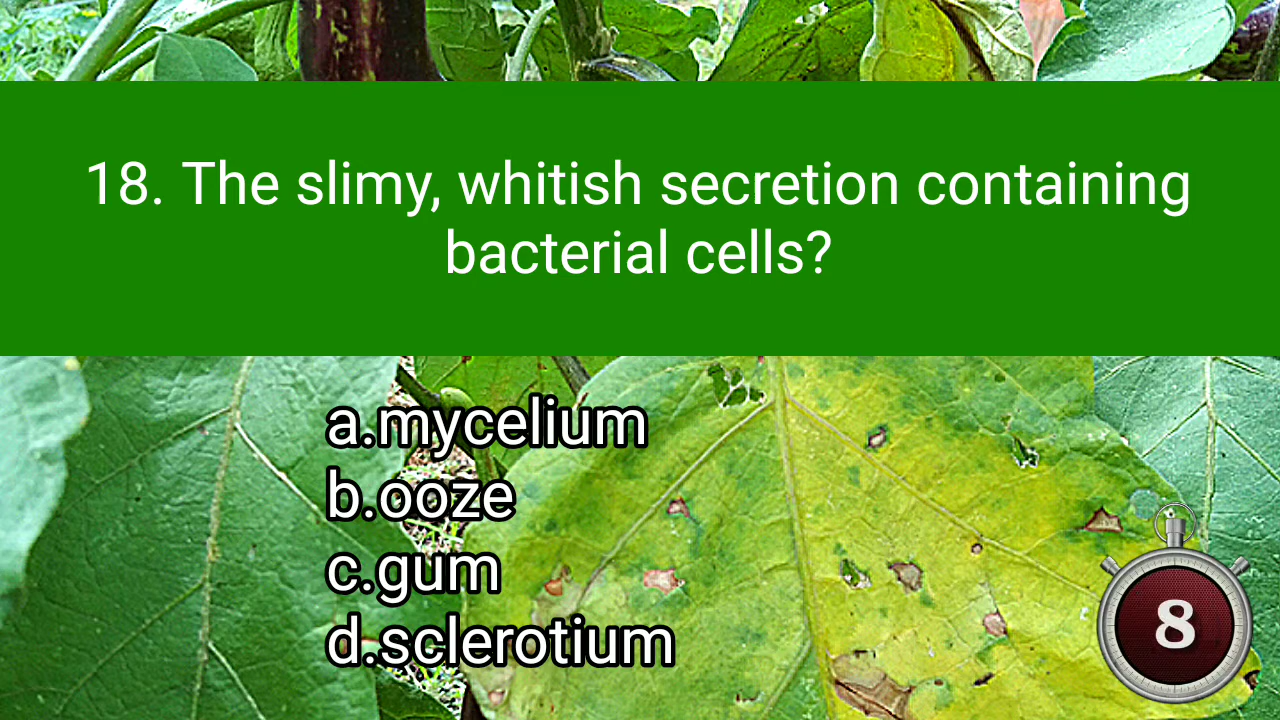 18. The slimy, whitish secretion containing
bacterial cells?
a.mycelium
b.ooze
c.gum
d.sclerotium
8